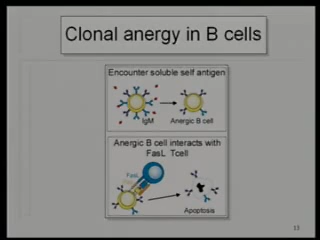 Clonal anergy in B cells
Encounter soluble self antigen
IgM
Anergic B cell
Anergic B cell interacts with
FasL Tcell
FasL
Apoptosis